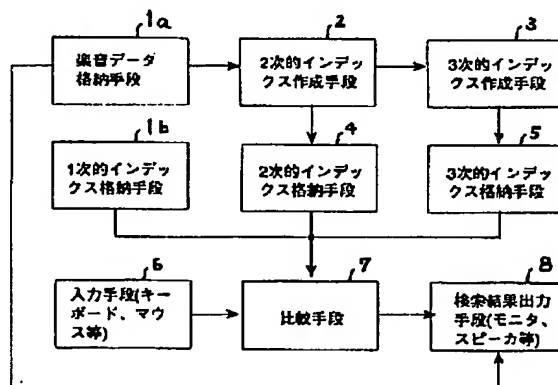 1a
楽音データ
格納手段
2
2次的インデッ
クス作成手段
3
3次的インデッ
クス作成手段
1b
1次的インデッ
クス格納手段
4
2次的インデッ
クス格納手段
5
3次的インデッ
クス格納手段
6
入力手段(キー
ボード、マウ
ス等)
7
比較手段
8
検索結果出力
手段(モニタ、
スピーカ等)